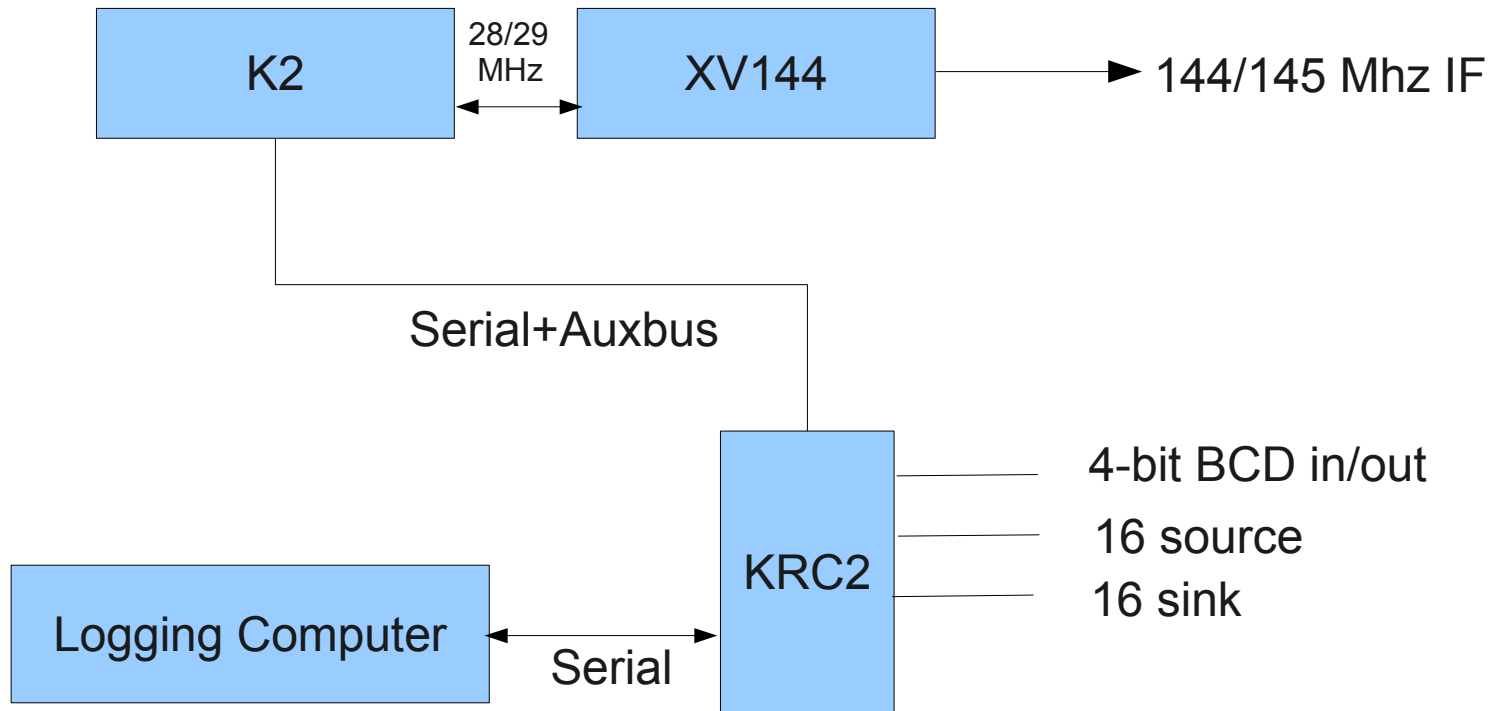 K2
28/29
MHz
XV144
144/145 Mhz IF
Serial+Auxbus
4-bit BCD in/out
16 source
16 sink
KRC2
Logging Computer
Serial